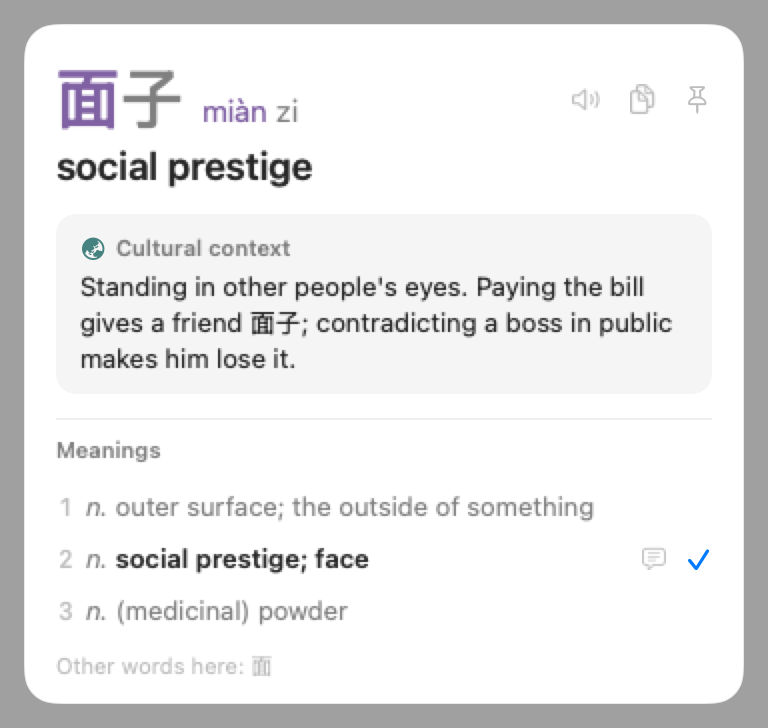 面子 miàn zi
social prestige
Cultural context
Standing in other people's eyes. Paying the bill
gives a friend 面子; contradicting a boss in public
makes him lose it.
Meanings
1 n. outer surface; the outside of something
2 n. social prestige; face
3 n. (medicinal) powder
Other words here: 面